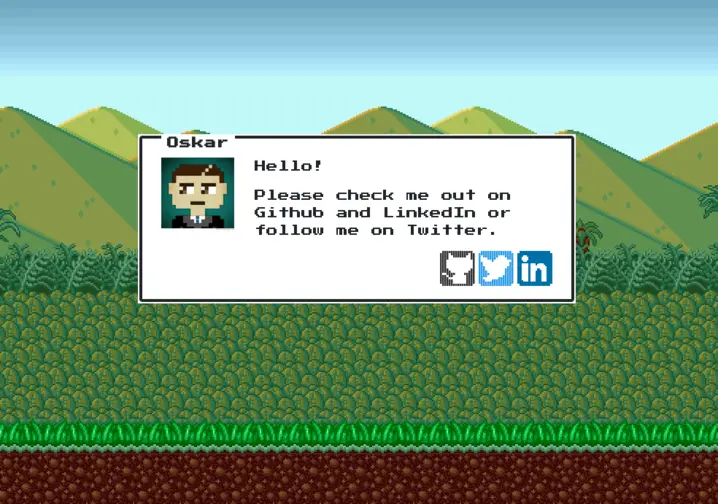 Oskar
Hello!
Please check me out on
Github and LinkedIn or
follow me on Twitter.
in